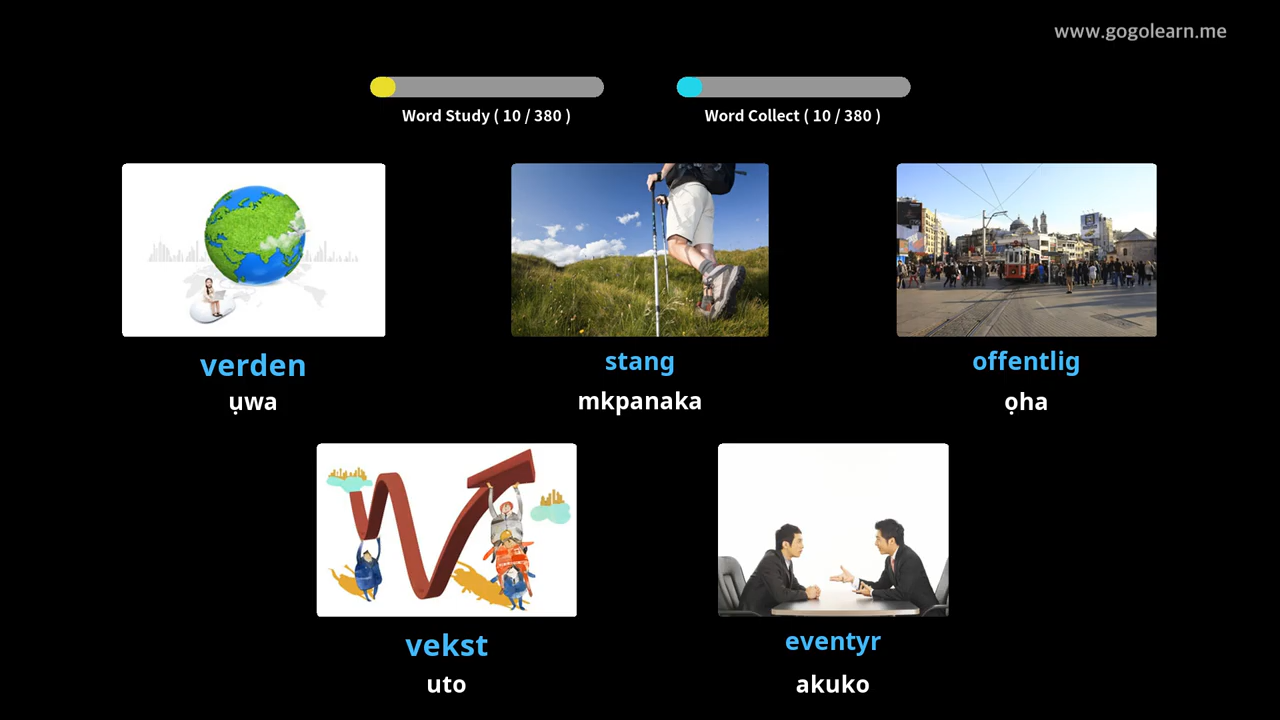 www.gogolearn.me
Word Study ( 10 / 380 )
Word Collect ( 10 / 380 )
verden
ụwa
stang
mkpanaka
offentlig
ọha
vekst
uto
eventyr
akuko